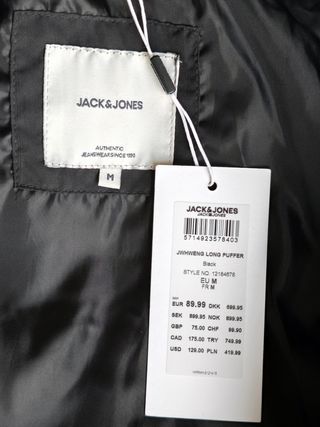 JACK&JONES
AUTHENTIC
JEANSWEAR SINCE 1990
M
JACK&JONES
JACK&JONES
5714923576403
JWHWENG LONG PUFFER
Black
STYLE NO: 12184676
EU M
FR M
EUR 89.99 DKK 699.95
SEK 899.95 NOK 899.95
GBP 75.00 CHF 99.90
CAD 175.00 TRY 749.99
USD 129.00 PLN 419.99